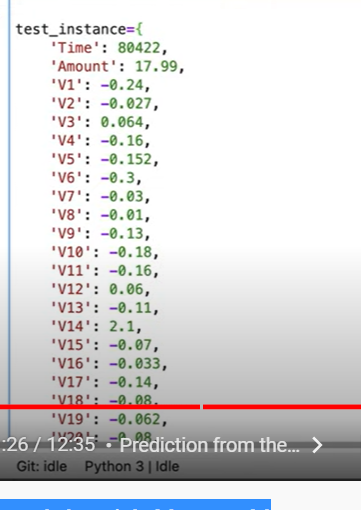 test_instance={
'Time': 80422,
'Amount': 17.99,
'V1': -0.24,
'V2': -0.027,
'V3': 0.064,
'V4': -0.16,
'V5': -0.152,
'V6': -0.3,
'V7': -0.03,
'V8': -0.01,
'V9': -0.13,
'V10': -0.18,
'V11': -0.16,
'V12': 0.06,
'V13': -0.11,
'V14': 2.1,
'V15': -0.07,
'V16': -0.033,
'V17': -0.14,
'V18': -0.08,
'V19': -0.062,
'V20': -0.08
:26 / 12:35 • Prediction from the... >
Git: idle Python 3 | Idle